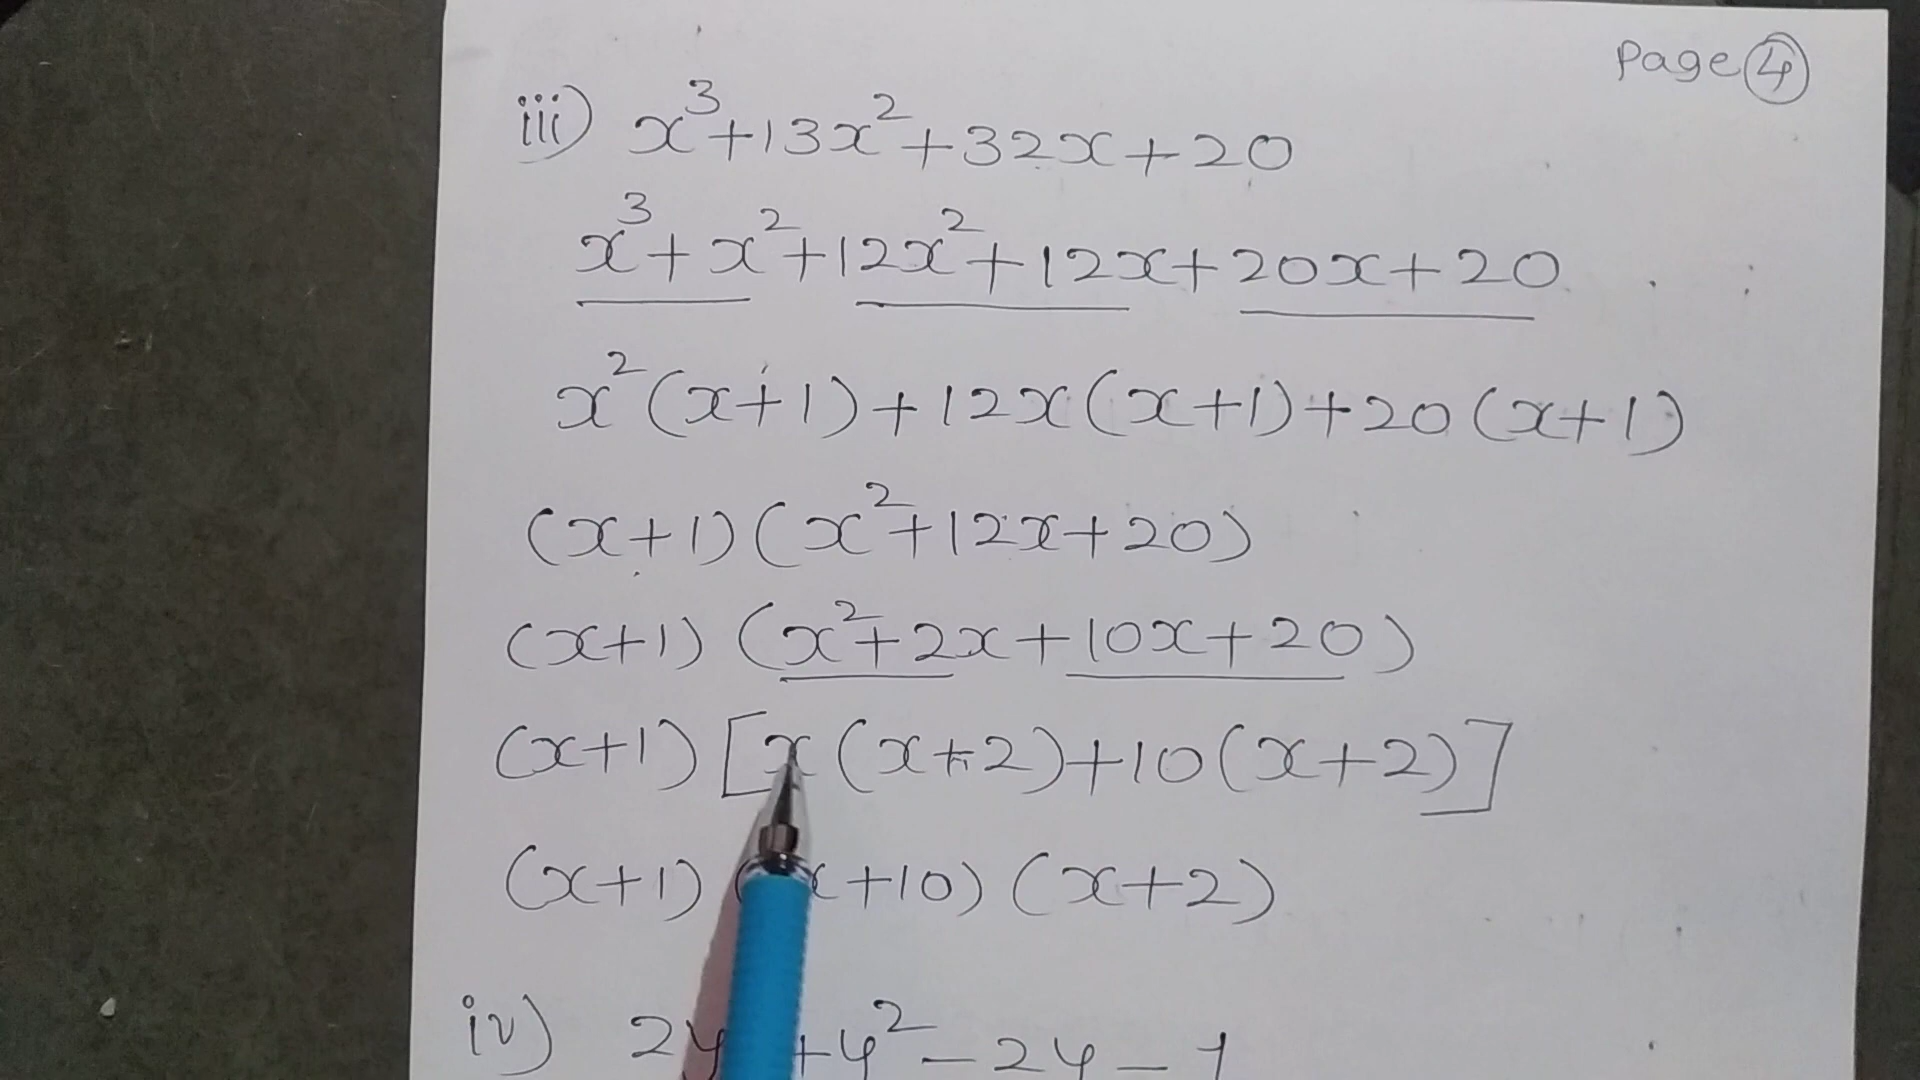 Page 4
iii) x³+13x²+32x+20
x³+x²+12x²+12x+20x+20
x²(x+1)+12x(x+1)+20(x+1)
(x+1)(x²+12x+20)
(x+1)(x²+2x+10x+20)
(x+1)[x(x+2)+10(x+2)]
(x+1)(x+10)(x+2)
iv) 2y +y²-2y-1